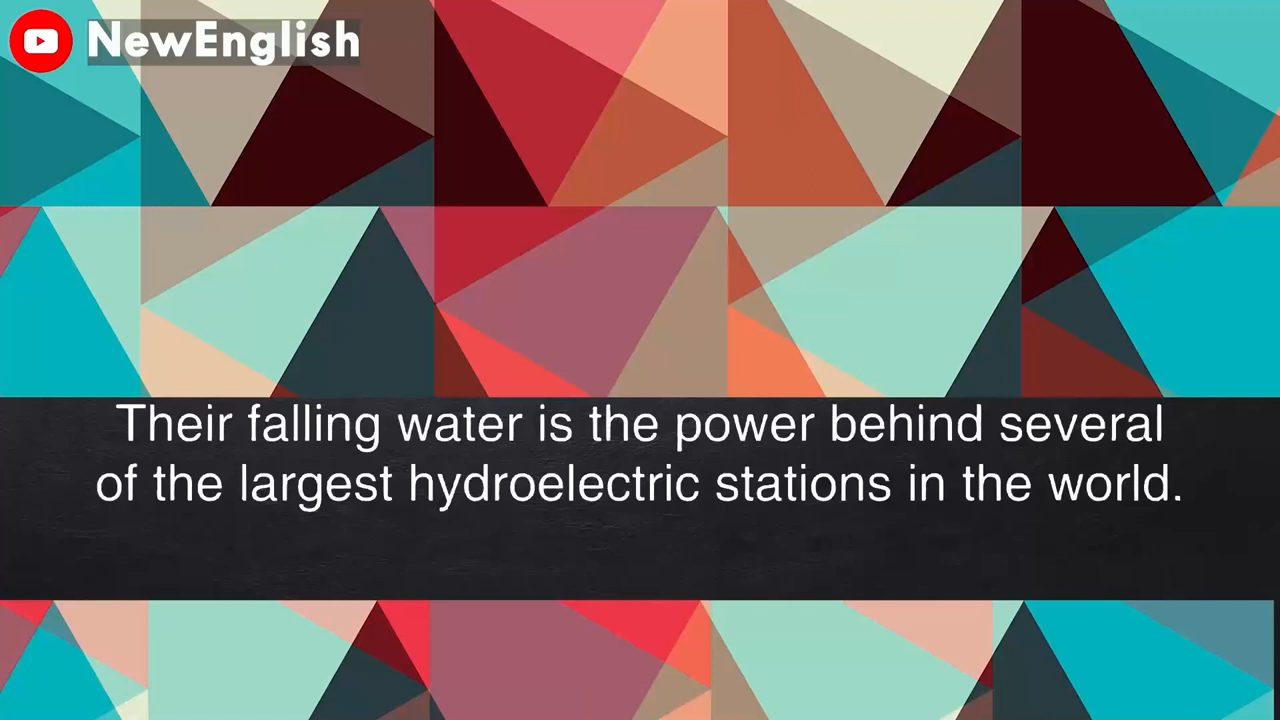 NewEnglish
Their falling water is the power behind several
of the largest hydroelectric stations in the world.